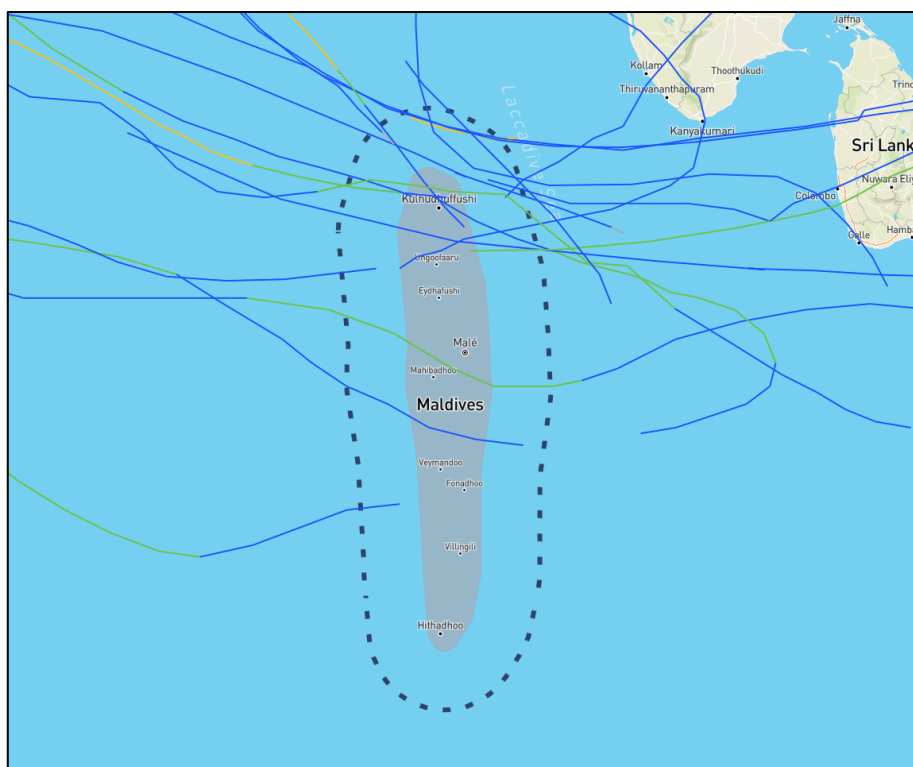 Jaffna
Kollam
Thoothukudi
Thiruvananthapuram
Kanyakumari
Trinc
Sri Lank
Nuwara Eliy
Colombo
Galle
Hamba
Kulhudhuffushi
Ungoofaaru
Eydhafushi
Malé
Mahibadhoo
Maldives
Veymandoo
Fonadhoo
Villingili
Hithadhoo